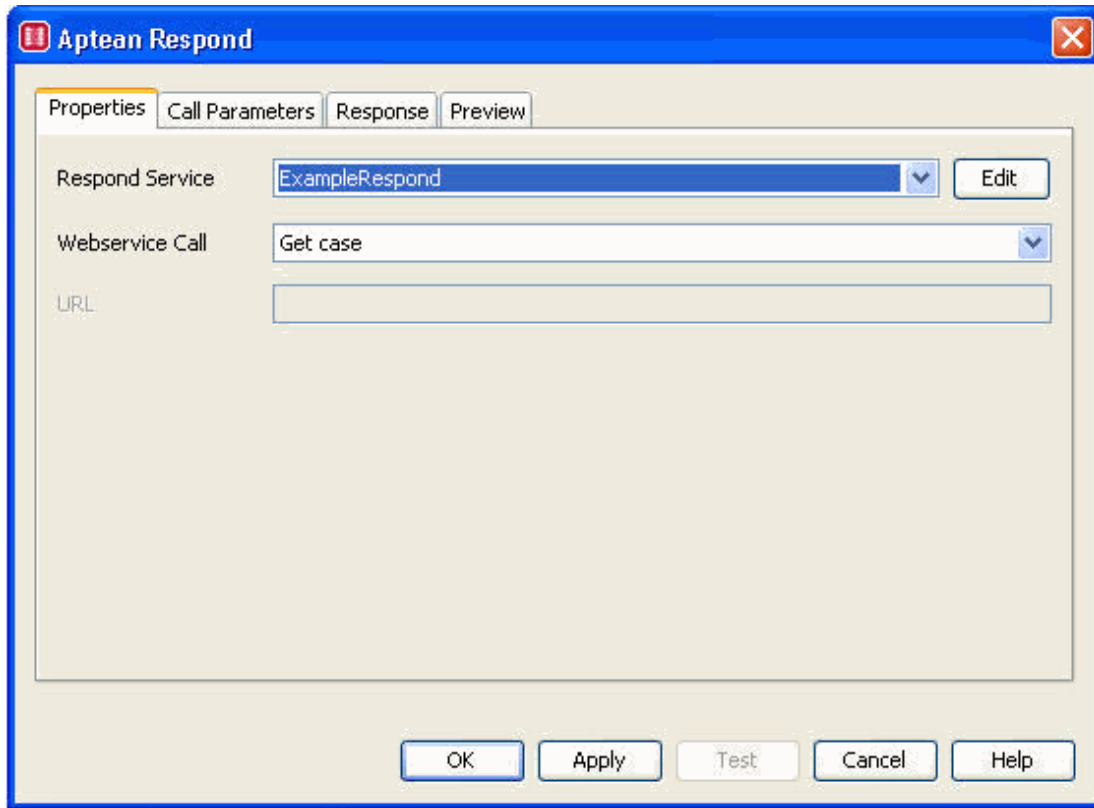 Aptean Respond
Properties Call Parameters Response Preview
Respond Service ExampleRespond Edit
Webservice Call Get case
URL
OK Apply Test Cancel Help